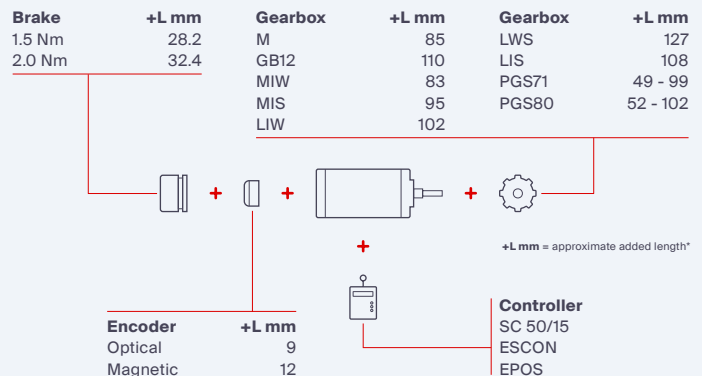 Brake +L mm
1.5 Nm 28.2
2.0 Nm 32.4
Gearbox +L mm
M 85
GB12 110
MIW 83
MIS 95
LIW 102
Gearbox +L mm
LWS 127
LIS 108
PGS71 49 - 99
PGS80 52 - 102
+L mm = approximate added length*
Encoder +L mm
Optical 9
Magnetic 12
Controller
SC 50/15
ESCON
EPOS